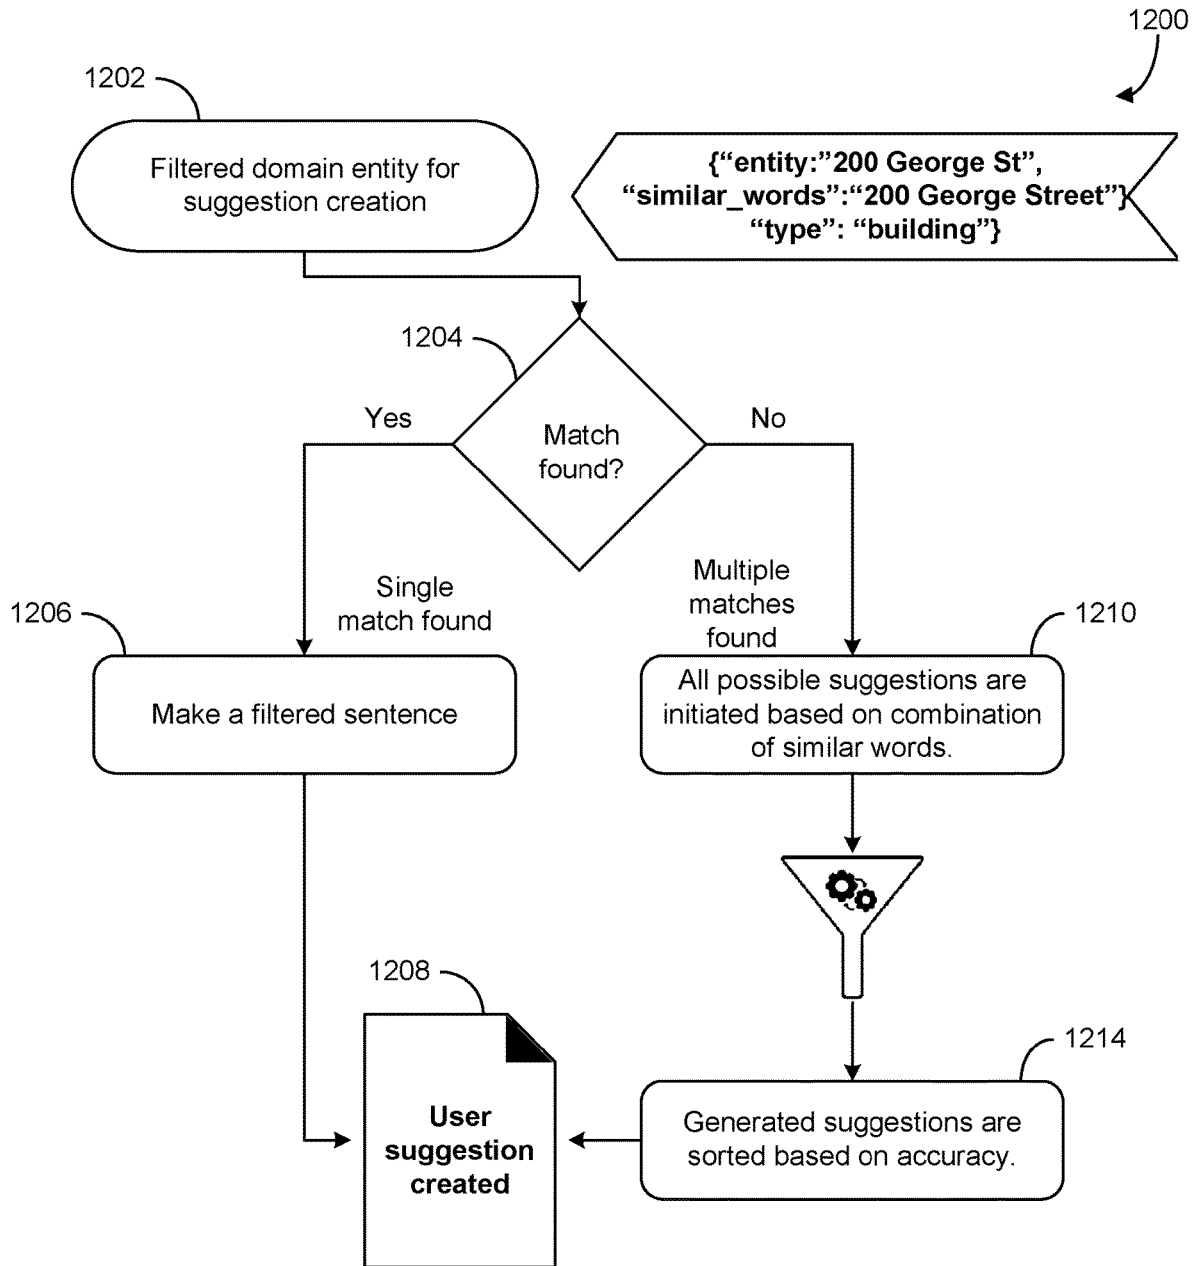 1200
1202
Filtered domain entity for
suggestion creation
{“entity:”200 George St”,
“similar_words”:“200 George Street”}
“type”: “building”}
1204
Yes
No
Match
found?
Single
match found
Multiple
matches
found
1206
1210
Make a filtered sentence
All possible suggestions are
initiated based on combination
of similar words.
1208
1214
User
suggestion
created
Generated suggestions are
sorted based on accuracy.